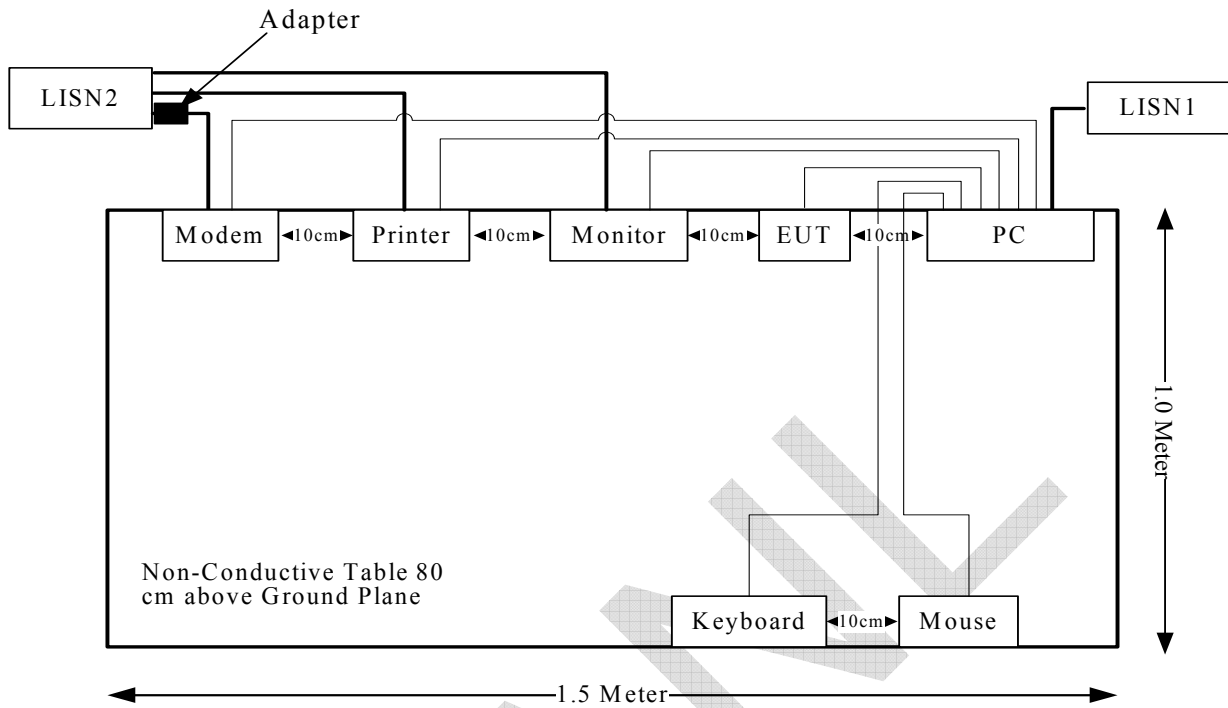 Adapter
LISN2
LISN1
Modem
10cm
Printer
10cm
Monitor
10cm
EUT
10cm
PC
1.0 Meter
Non-Conductive Table 80
cm above Ground Plane
Keyboard
10cm
Mouse
1.5 Meter